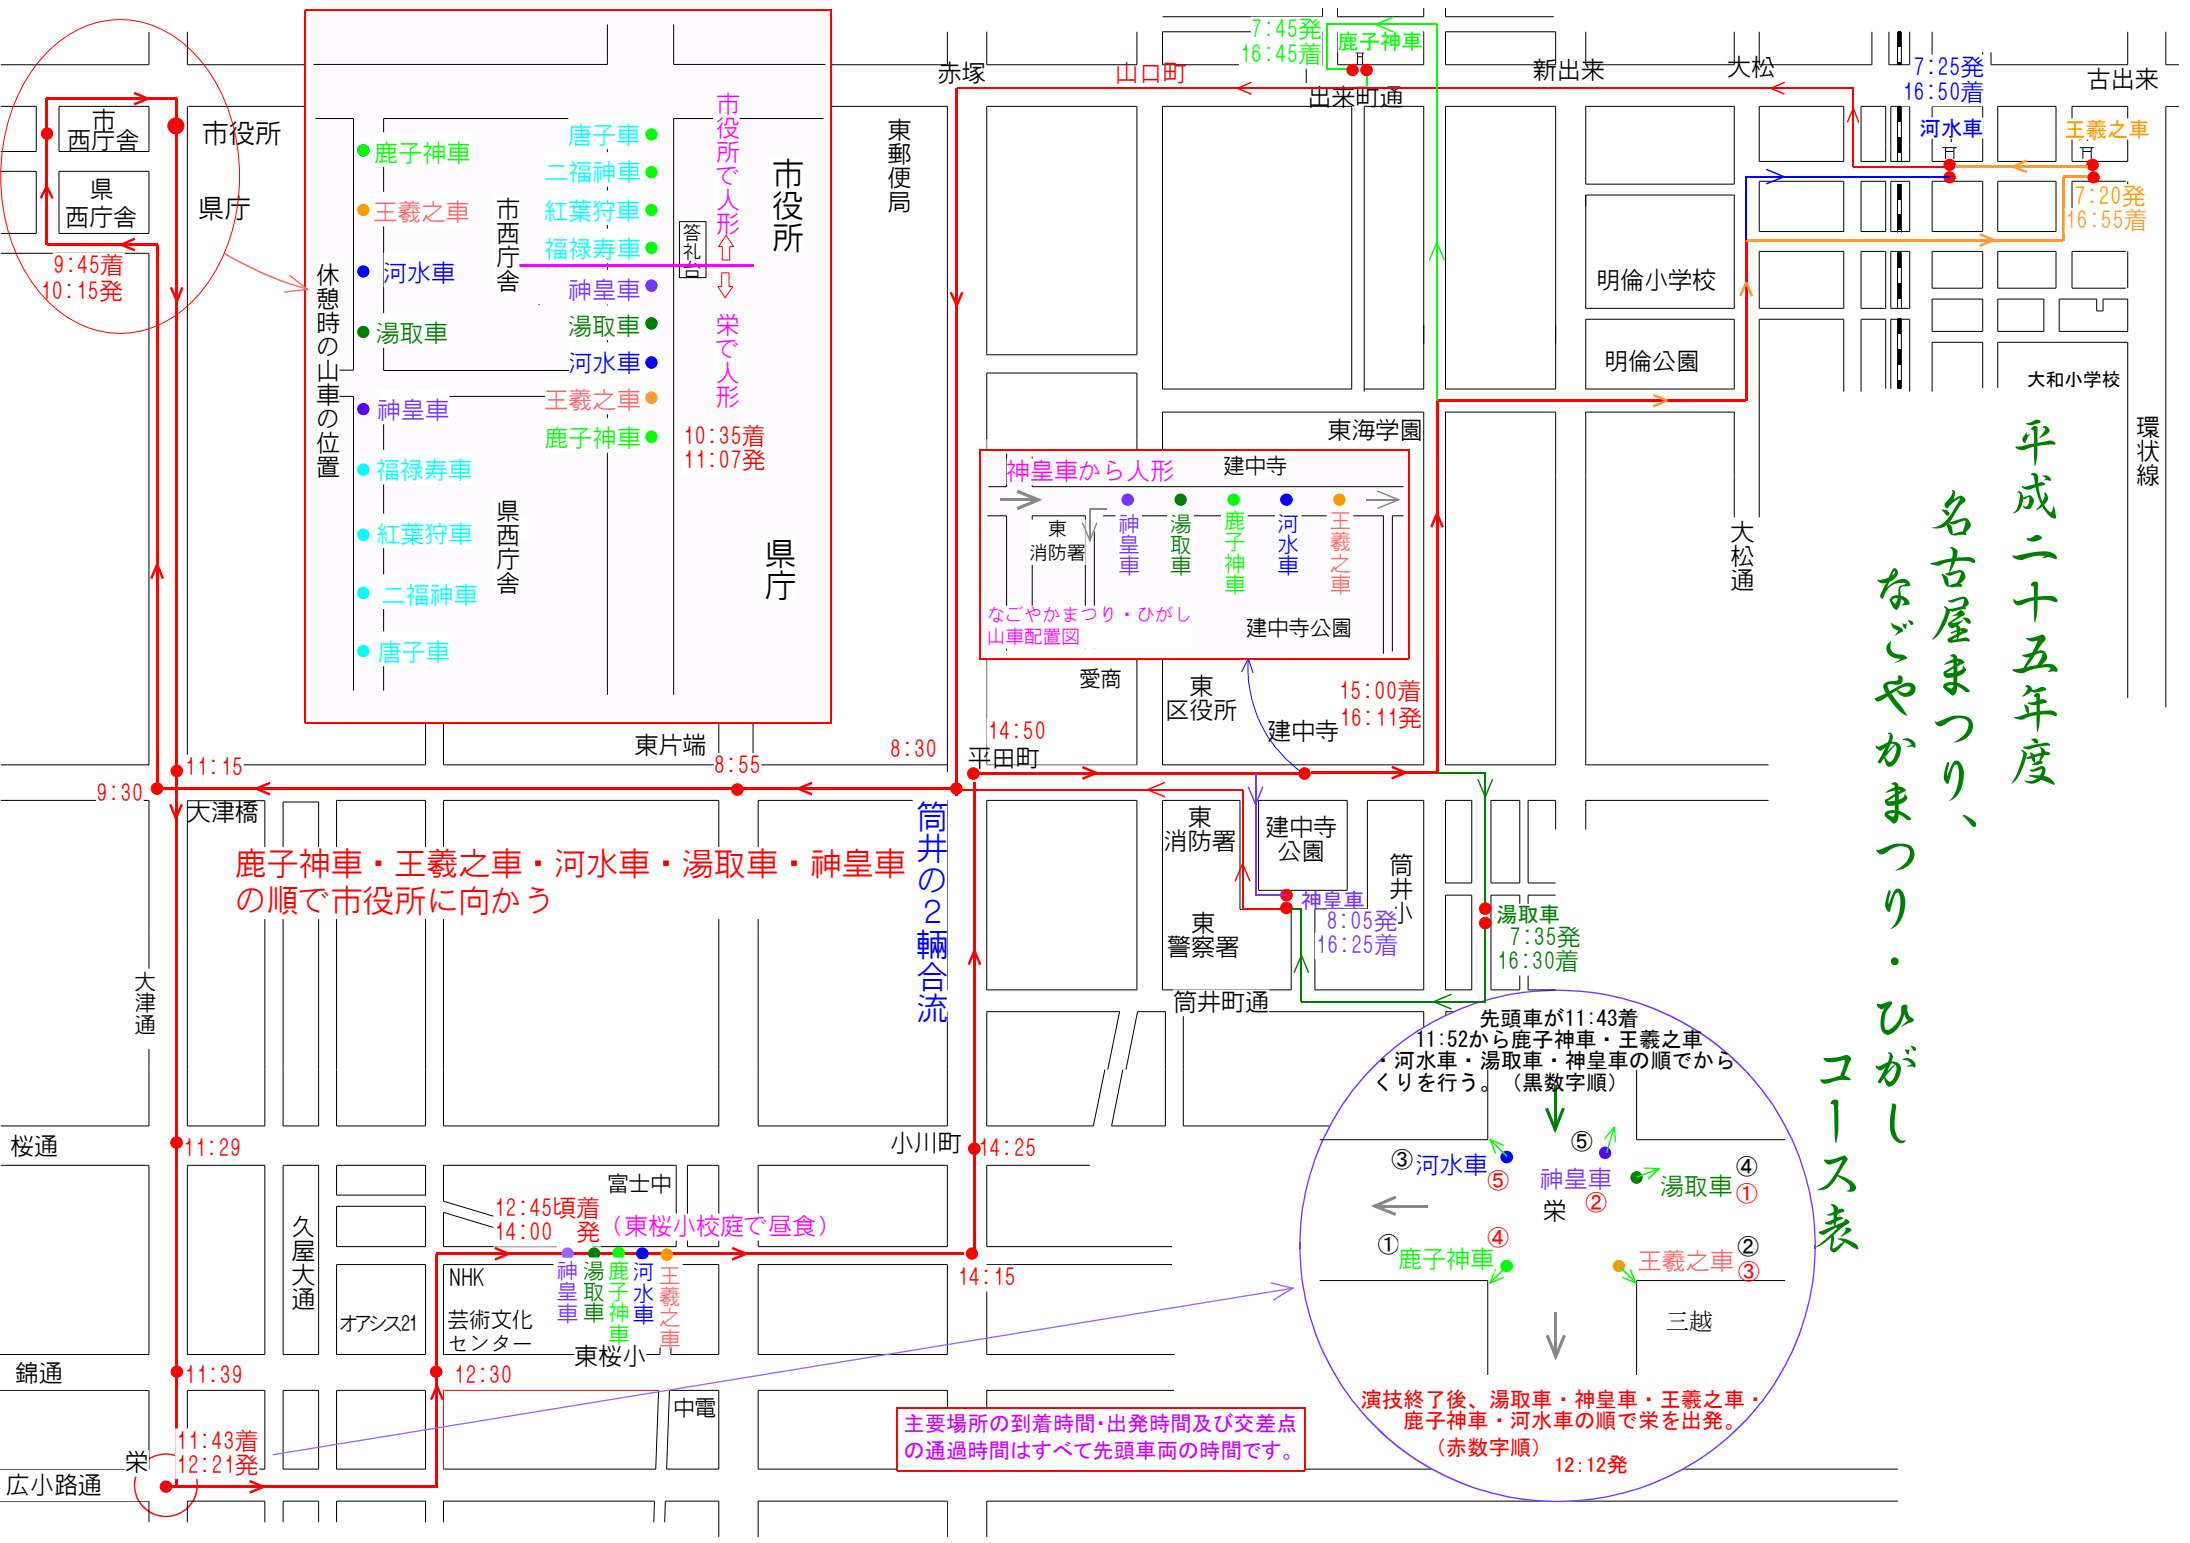 平成二十五年度
名古屋まつり、
なごやかまつり・ひがし
コース表
7:45発
16:45着
鹿子神車
赤塚
山口町
出来町通
新出来
大松
7:25発
16:50着
河水車
古出来
王羲之車
7:20発
16:55着
市
西庁舎
県
西庁舎
市役所
県庁
9:45着
10:15発
休憩時の山車の位置
鹿子神車
王羲之車
河水車
湯取車
神皇車
福禄寿車
紅葉狩車
二福神車
唐子車
市西庁舎
県西庁舎
唐子車
二福神車
紅葉狩車
福禄寿車
神皇車
湯取車
河水車
王羲之車
鹿子神車
市役所で人形
答礼台
栄で人形
10:35着
11:07発
市役所
県庁
東郵便局
明倫小学校
明倫公園
大和小学校
環状線
大松通
東海学園
神皇車から人形
建中寺
東
消防署
神皇車
湯取車
鹿子神車
河水車
王羲之車
なごやかまつり・ひがし
山車配置図
建中寺公園
愛商
東
区役所
建中寺
15:00着
16:11発
14:50
平田町
8:30
東片端
8:55
11:15
9:30
大津橋
鹿子神車・王羲之車・河水車・湯取車・神皇車
の順で市役所に向かう
筒井の2輛合流
東
消防署
建中寺
公園
筒井小
神皇車
8:05発
16:25着
東
警察署
湯取車
7:35発
16:30着
筒井町通
大津通
桜通
11:29
小川町
14:25
富士中
12:45頃着
14:00 発
（東桜小校庭で昼食）
神皇車
湯取車
鹿子神車
河水車
王羲之車
14:15
久屋大通
NHK
オアシス21
芸術文化
センター
東桜小
錦通
11:39
12:30
中電
11:43着
12:21発
栄
広小路通
主要場所の到着時間・出発時間及び交差点
の通過時間はすべて先頭車両の時間です。
先頭車が11:43着
11:52から鹿子神車・王羲之車
・河水車・湯取車・神皇車の順でから
くりを行う。（黒数字順）
③河水車
⑤
⑤
神皇車
②
栄
④
湯取車
①
①
鹿子神車
④
②
王羲之車
③
三越
演技終了後、湯取車・神皇車・王羲之車・
鹿子神車・河水車の順で栄を出発。
（赤数字順）
12:12発